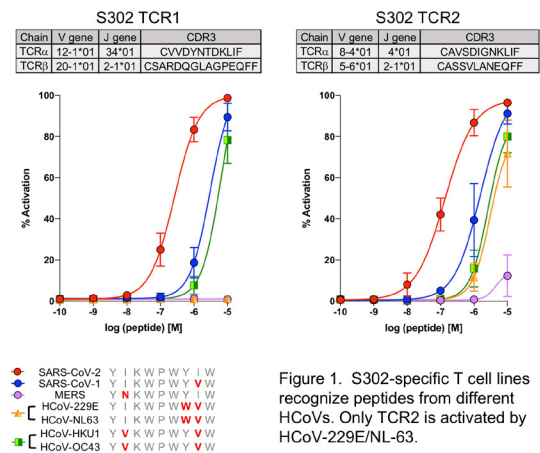 S302 TCR1
Chain V gene J gene CDR3
TCRα 12-1*01 34*01 CVVDYNTDKLIF
TCRβ 20-1*01 2-1*01 CSARDQGLAGPEQFF
100
80
60
40
20
0
% Activation
-10 -9 -8 -7 -6 -5
log (peptide) [M]
S302 TCR2
Chain V gene J gene CDR3
TCRα 8-4*01 4*01 CAVSDIGNKLIF
TCRβ 5-6*01 2-1*01 CASSVLANEQFF
100
80
60
40
20
0
% Activation
-10 -9 -8 -7 -6 -5
log (peptide) [M]
SARS-CoV-2 Y I K W P W Y I W
SARS-CoV-1 Y I K W P W Y V W
MERS Y N K W P W Y I W
HCoV-229E Y I K W P W W V W
HCoV-NL63 Y I K W P W W V W
HCoV-HKU1 Y V K W P W Y V W
HCoV-OC43 Y V K W P W Y V W
Figure 1. S302-specific T cell lines
recognize peptides from different
HCoVs. Only TCR2 is activated by
HCoV-229E/NL-63.